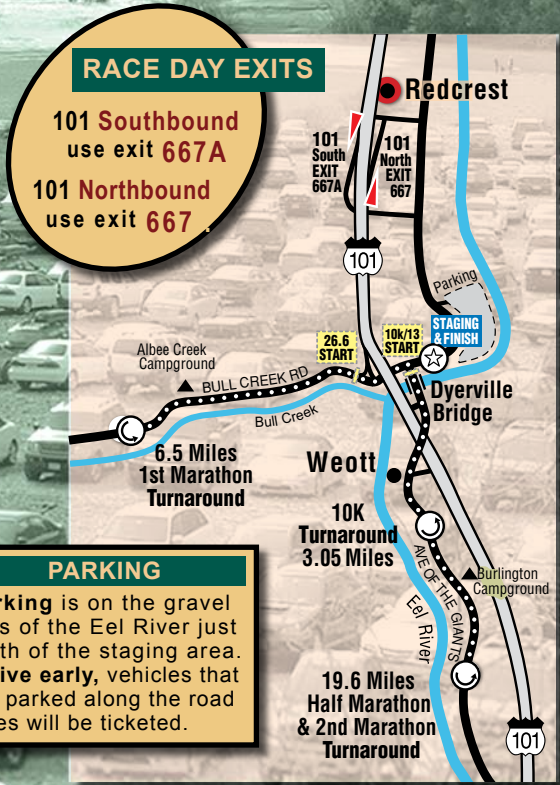 RACE DAY EXITS
101 Southbound
use exit 667A
101 Northbound
use exit 667.
Redcrest
101
South
EXIT
667A
101
North
EXIT
667
101
Parking
STAGING
& FINISH
10k/13
START
26.6
START
Albee Creek
Campground
BULL CREEK RD
Bull Creek
Dyerville
Bridge
6.5 Miles
1st Marathon
Turnaround
Weott
10K
Turnaround
3.05 Miles
AVE OF THE GIANTS
Burlington
Campground
Eel River
19.6 Miles
Half Marathon
& 2nd Marathon
Turnaround
101
PARKING
rking is on the gravel
s of the Eel River just
th of the staging area.
ive early, vehicles that
parked along the road
es will be ticketed.